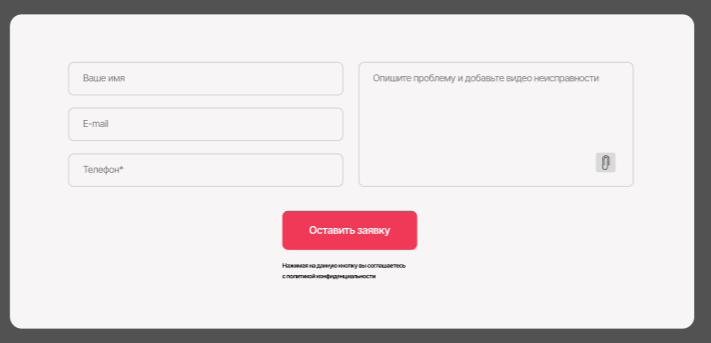 Ваше имя
Опишите проблему и добавьте видео неисправности
E-mail
Телефон*
Оставить заявку
Нажимая на данную кнопку вы соглашаетесь
с политикой конфиденциальности